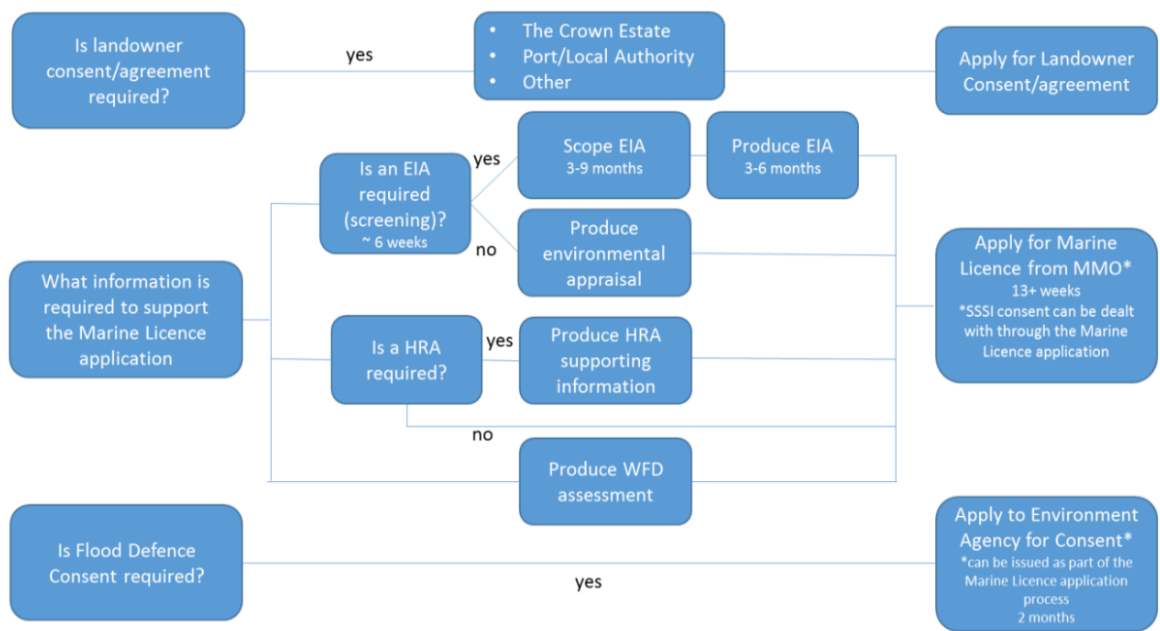 Is landowner
consent/agreement
required?
yes
• The Crown Estate
• Port/Local Authority
• Other
Apply for Landowner
Consent/agreement
What information is
required to support
the Marine Licence
application
Is an EIA
required
(screening)?
~ 6 weeks
yes
Scope EIA
3-9 months
Produce EIA
3-6 months
no
Produce
environmental
appraisal
Is a HRA
required?
yes
Produce HRA
supporting
information
no
Produce WFD
assessment
Apply for Marine
Licence from MMO*
13+ weeks
*SSSI consent can be dealt
with through the Marine
Licence application
Is Flood Defence
Consent required?
yes
Apply to Environment
Agency for Consent*
*can be issued as part of the
Marine Licence application
process
2 months